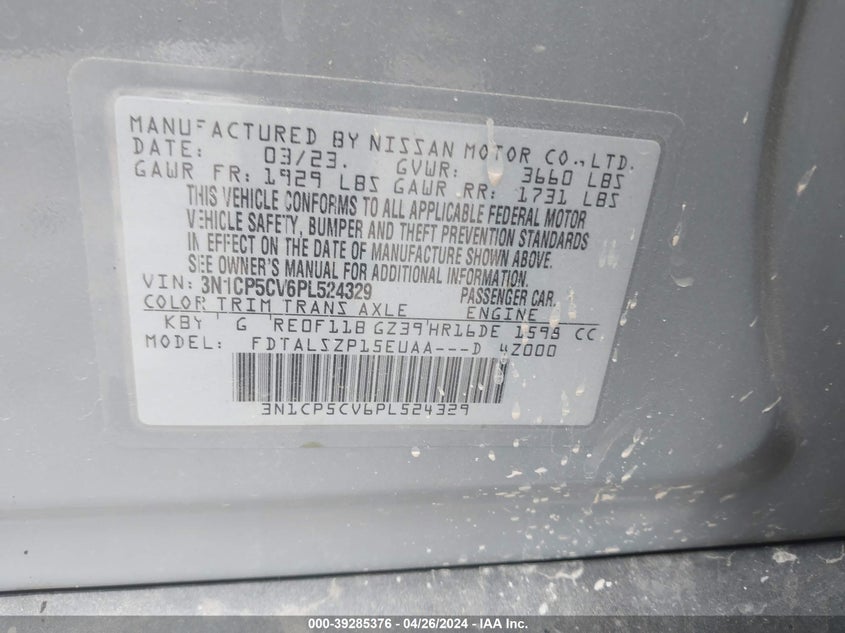 MANUFACTURED BY NISSAN MOTOR CO.,LTD.
DATE: 03/23. GVWR: 3660 LBS
GAWR FR: 1929 LBS GAWR RR: 1731 LBS
THIS VEHICLE CONFORMS TO ALL APPLICABLE FEDERAL MOTOR
VEHICLE SAFETY, BUMPER AND THEFT PREVENTION STANDARDS
IN EFFECT ON THE DATE OF MANUFACTURE SHOWN ABOVE.
SEE OWNER'S MANUAL FOR ADDITIONAL INFORMATION.
VIN: 3N1CP5CV6PL524329 PASSENGER CAR.
COLOR TRIM TRANS AXLE ENGINE
KBY G RE0F11B GZ39 HR16DE 1598 CC
MODEL: FDTALSZP15EUAA---D 4Z000
3N1CP5CV6PL524329
000-39285376 - 04/26/2024 - IAA Inc.